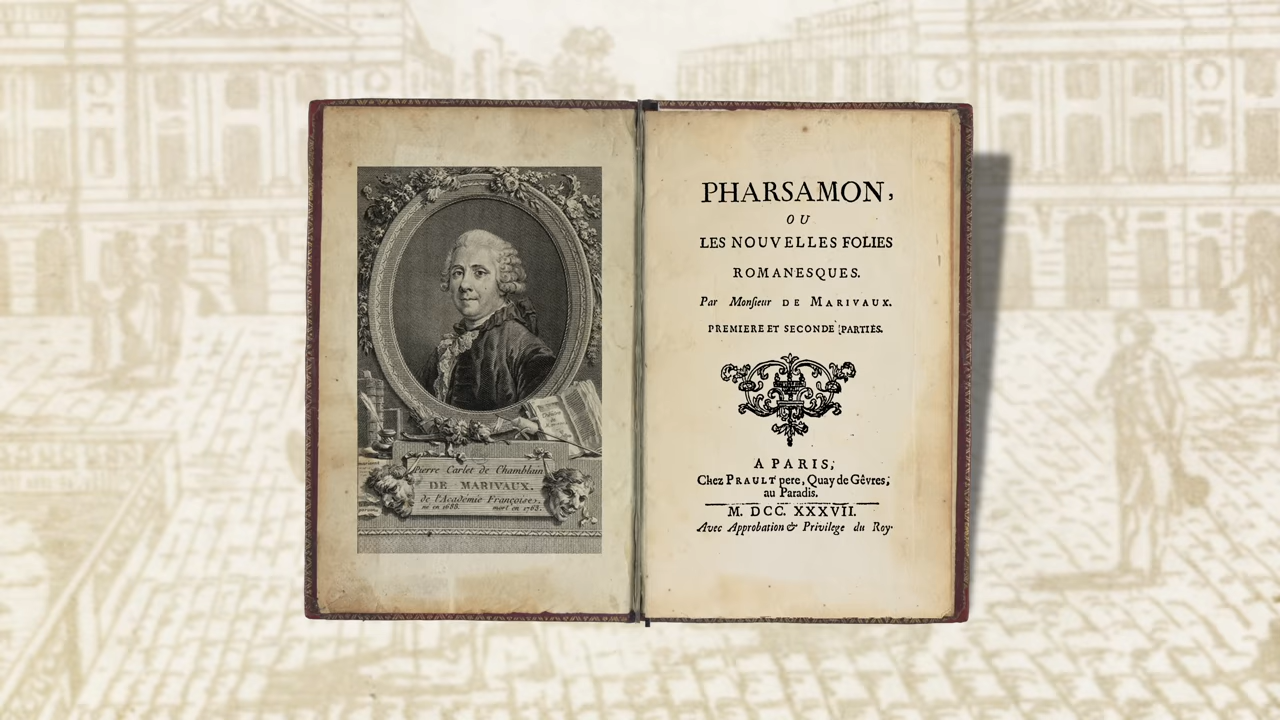 Pierre Carlet de Chamblain
DE MARIVAUX.
de l'Académie Françoise,
né en 1688. mort en 1763.
PHARSAMON,
OU
LES NOUVELLES FOLIES
ROMANESQUES.
Par Monſieur DE MARIVAUX.
PREMIERE ET SECONDE PARTIES.
A PARIS,
Chez PRAULT pere, Quay de Gêvres,
au Paradis.
M. DCC. XXXVII.
Avec Approbation & Privilege du Roy.